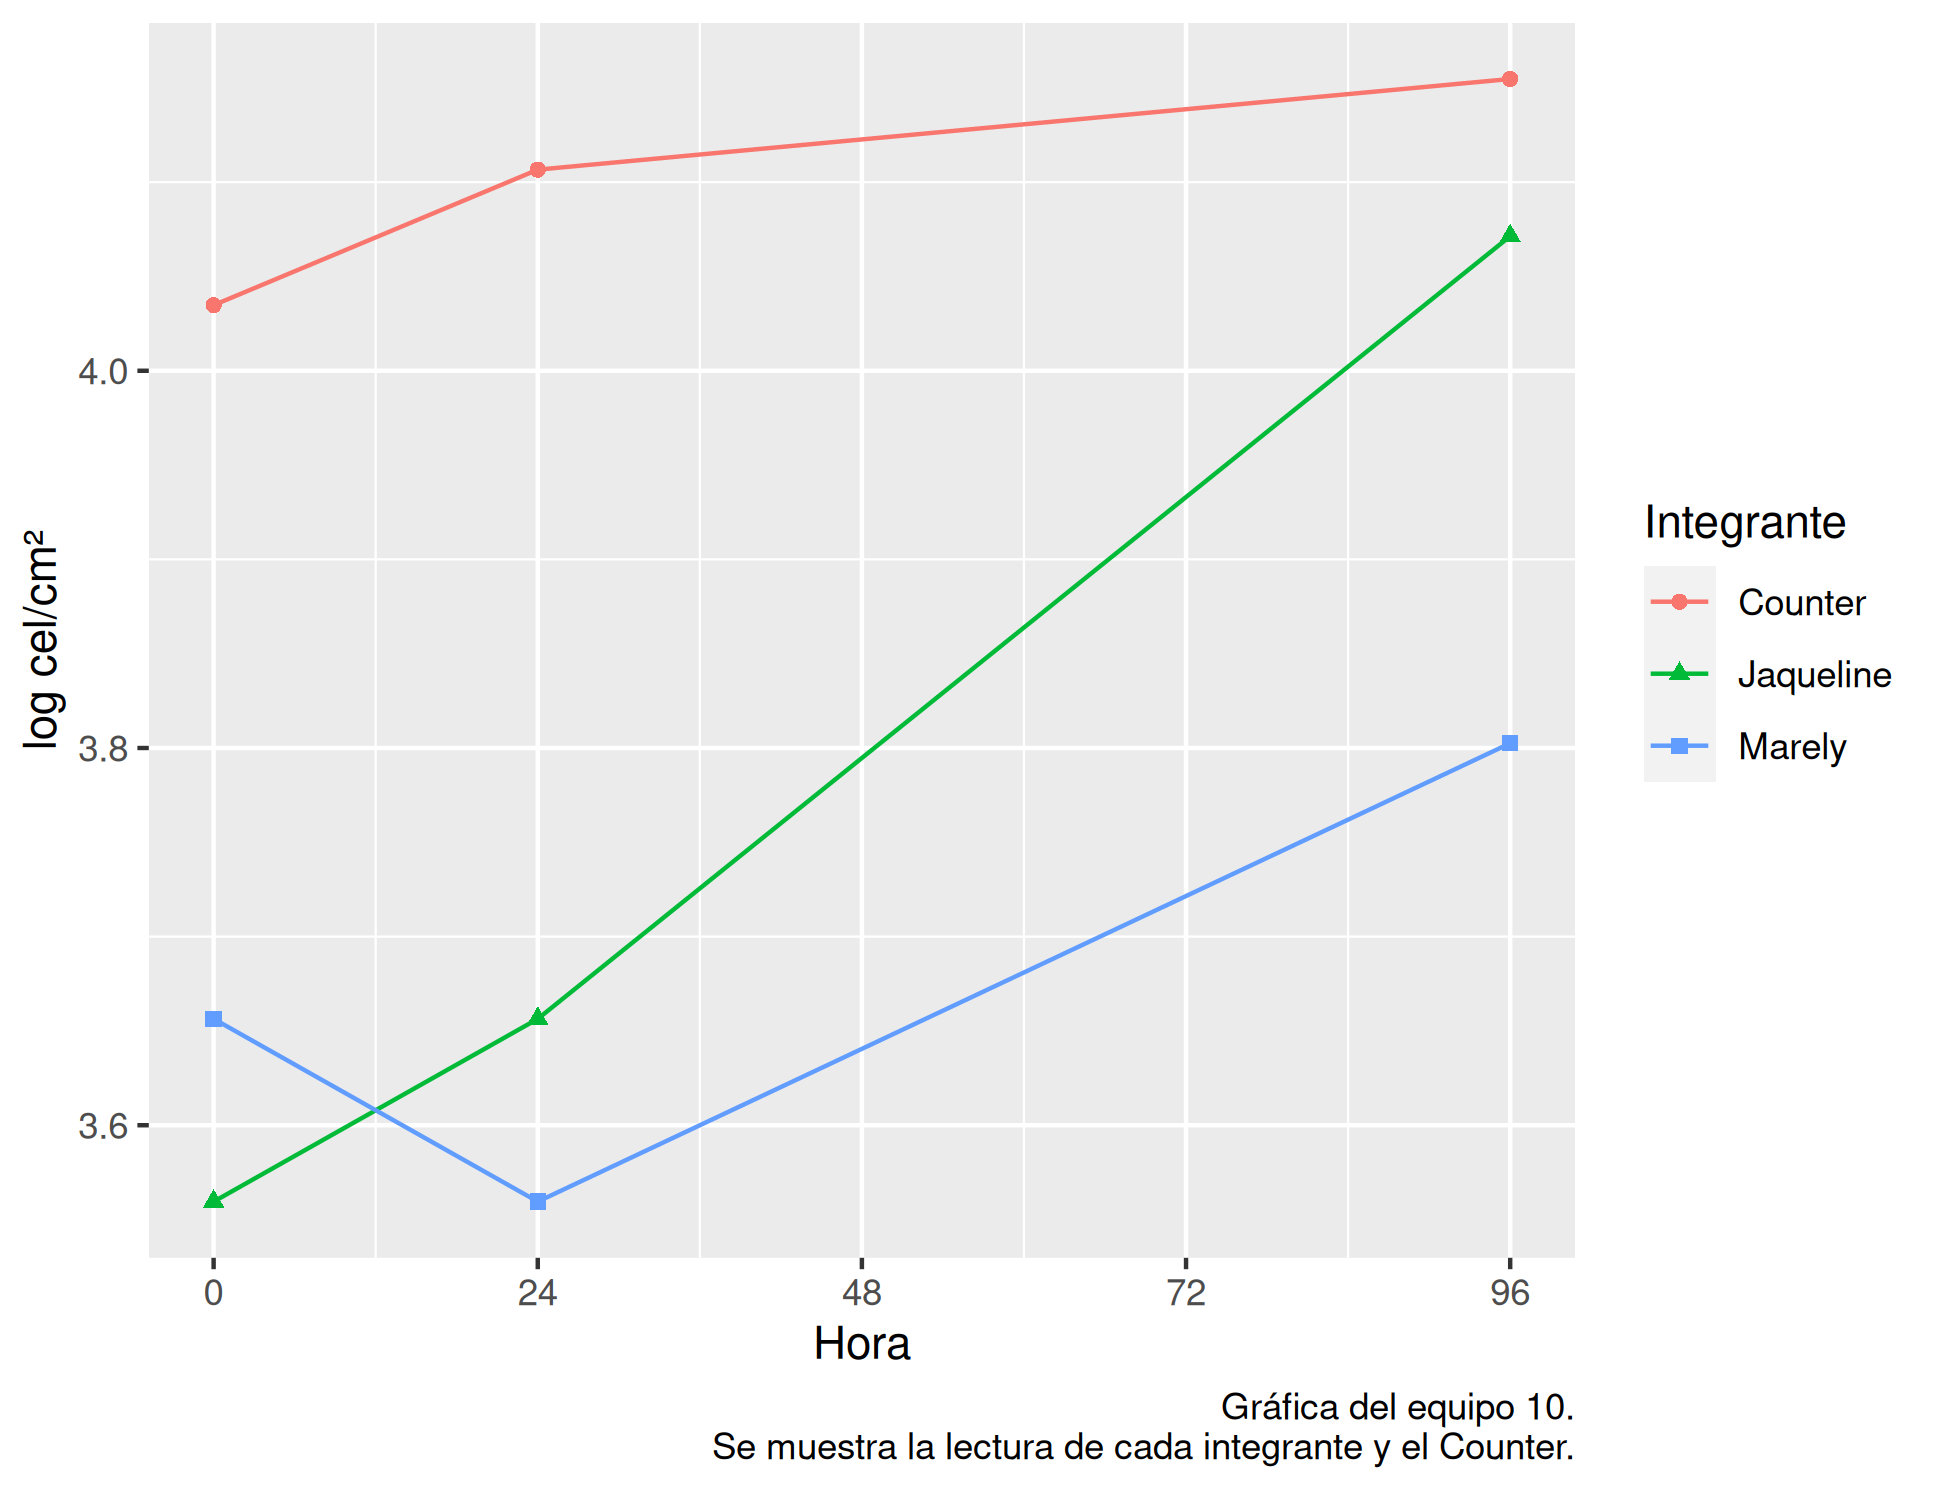 log cel/cm²
4.0
3.8
3.6
0 24 48 72 96
Hora
Integrante
Counter
Jaqueline
Marely
Gráfica del equipo 10.
Se muestra la lectura de cada integrante y el Counter.